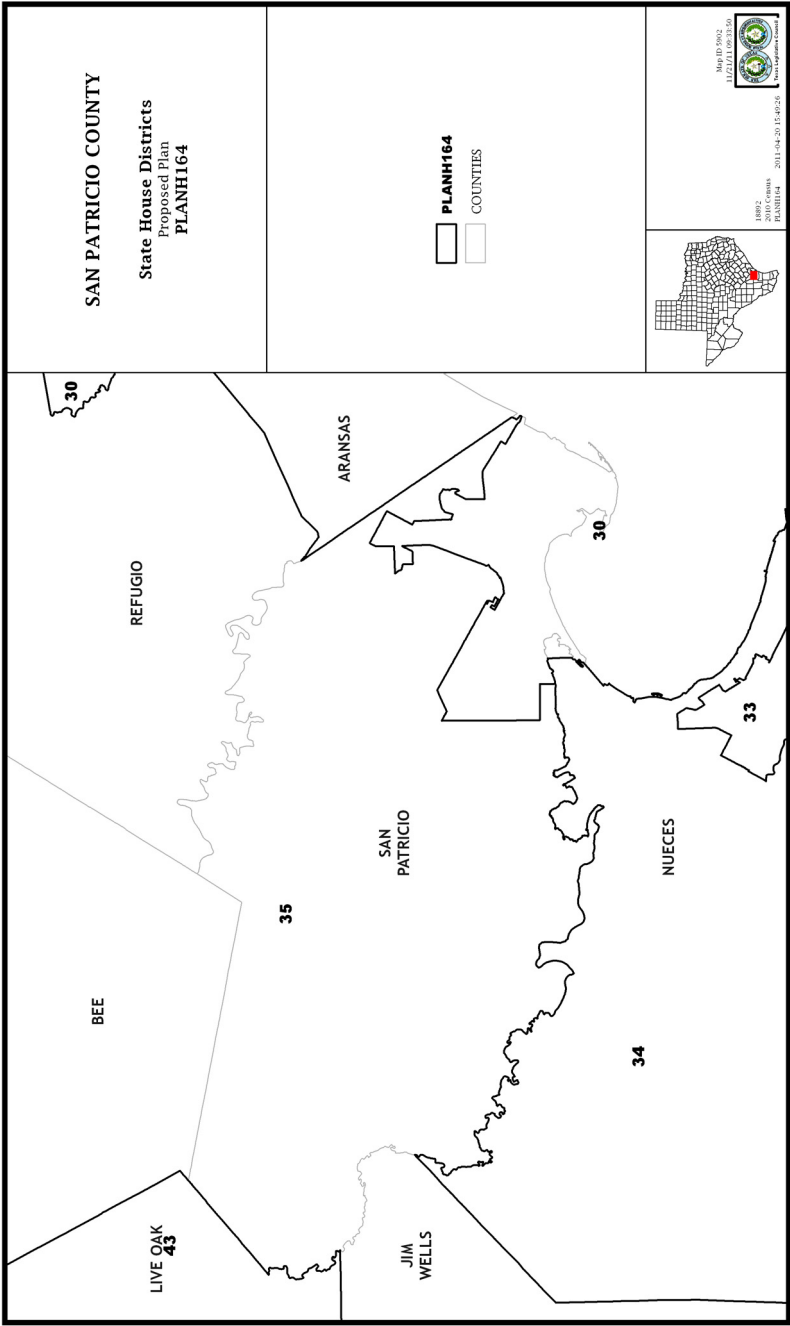 SAN PATRICIO COUNTY
State House Districts
Proposed Plan
PLANH164
PLANH164
COUNTIES
18892
2010 Census
PLANH164
2011-04-20 15:49:26
Map ID 5902
11/21/11 09:33:50
Texas Legislative Council
LIVE OAK
43
BEE
REFUGIO
30
35
ARANSAS
JIM
WELLS
SAN
PATRICIO
30
34
NUECES
33